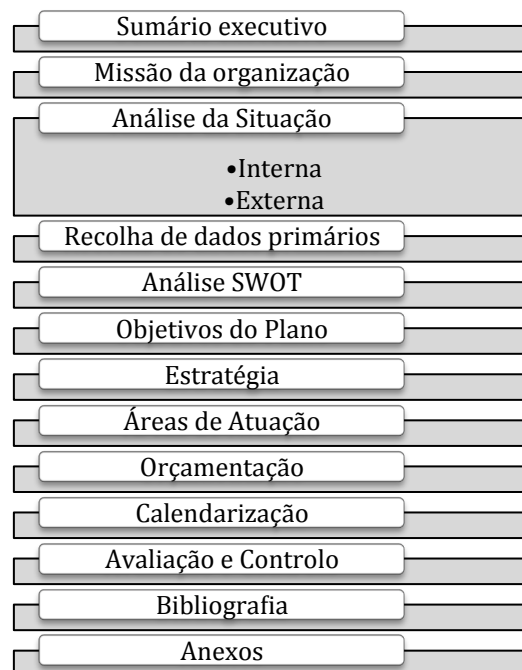 Sumário executivo
Missão da organização
Análise da Situação
•Interna
•Externa
Recolha de dados primários
Análise SWOT
Objetivos do Plano
Estratégia
Áreas de Atuação
Orçamentação
Calendarização
Avaliação e Controlo
Bibliografia
Anexos